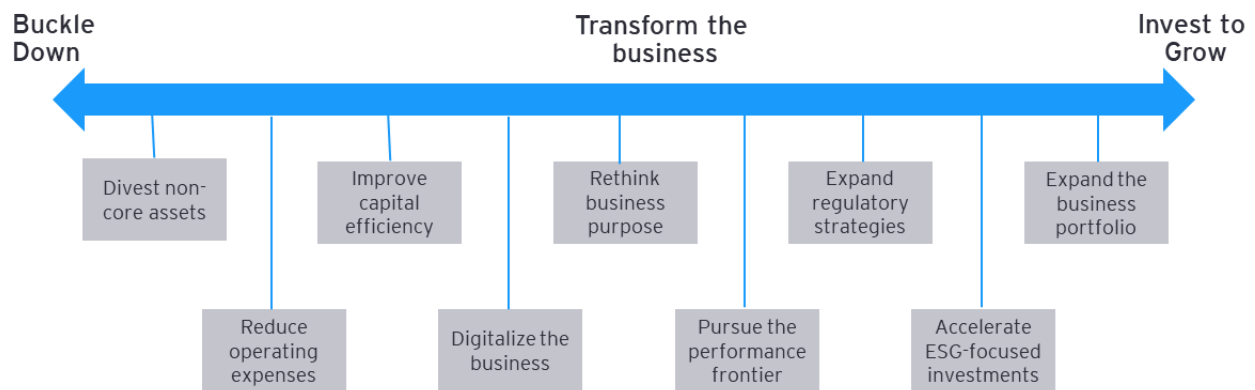 Buckle
Down
Transform the
business
Invest to
Grow
Divest non-
core assets
Improve
capital
efficiency
Rethink
business
purpose
Expand
regulatory
strategies
Expand the
business
portfolio
Reduce
operating
expenses
Digitalize the
business
Pursue the
performance
frontier
Accelerate
ESG-focused
investments